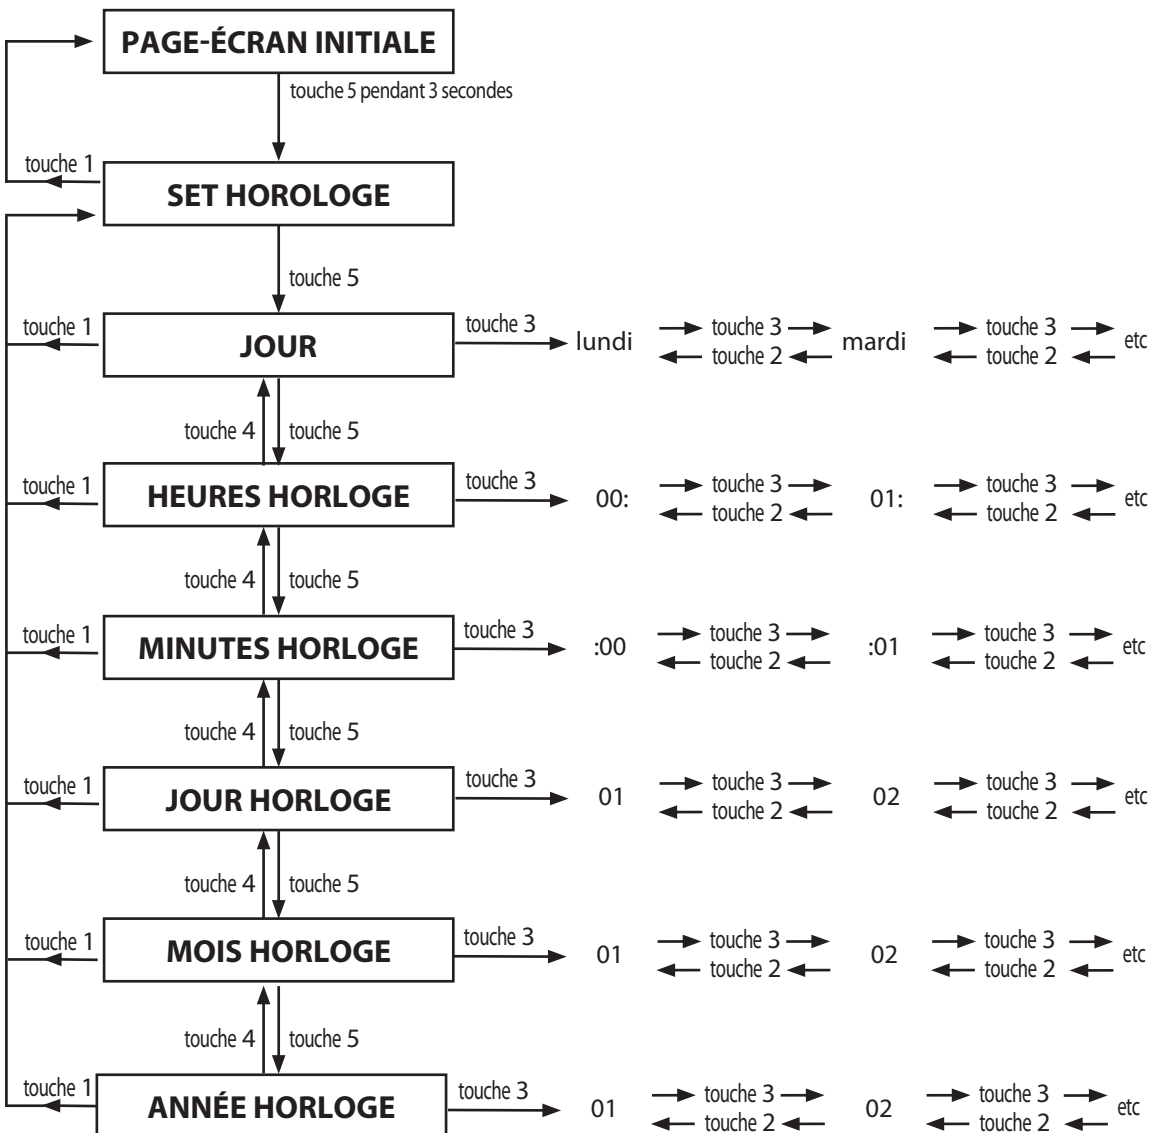 PAGE-ÉCRAN INITIALE
touche 5 pendant 3 secondes
touche 1
SET HOROLOGE
touche 5
touche 1
JOUR
touche 3
lundi
touche 3
touche 2
mardi
touche 3
touche 2
etc
touche 4
touche 5
touche 1
HEURES HORLOGE
touche 3
00:
touche 3
touche 2
01:
touche 3
touche 2
etc
touche 4
touche 5
touche 1
MINUTES HORLOGE
touche 3
:00
touche 3
touche 2
:01
touche 3
touche 2
etc
touche 4
touche 5
touche 1
JOUR HORLOGE
touche 3
01
touche 3
touche 2
02
touche 3
touche 2
etc
touche 4
touche 5
touche 1
MOIS HORLOGE
touche 3
01
touche 3
touche 2
02
touche 3
touche 2
etc
touche 4
touche 5
touche 1
ANNÉE HORLOGE
touche 3
01
touche 3
touche 2
02
touche 3
touche 2
etc